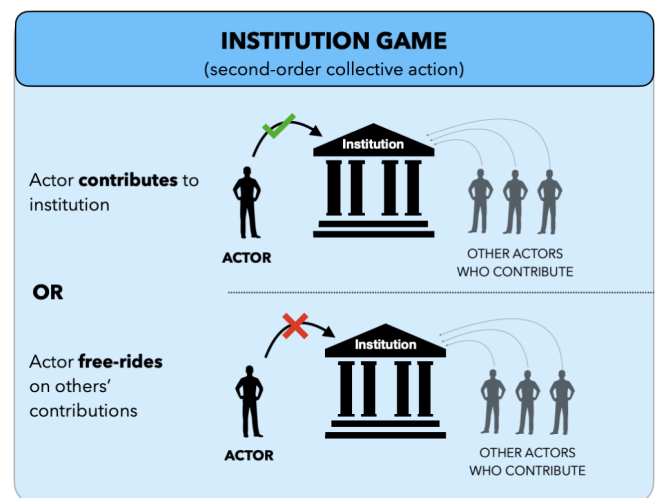 INSTITUTION GAME
(second-order collective action)
Institution
Actor contributes to
institution
ACTOR
OTHER ACTORS
WHO CONTRIBUTE
OR
Institution
Actor free-rides
on others’
contributions
ACTOR
OTHER ACTORS
WHO CONTRIBUTE